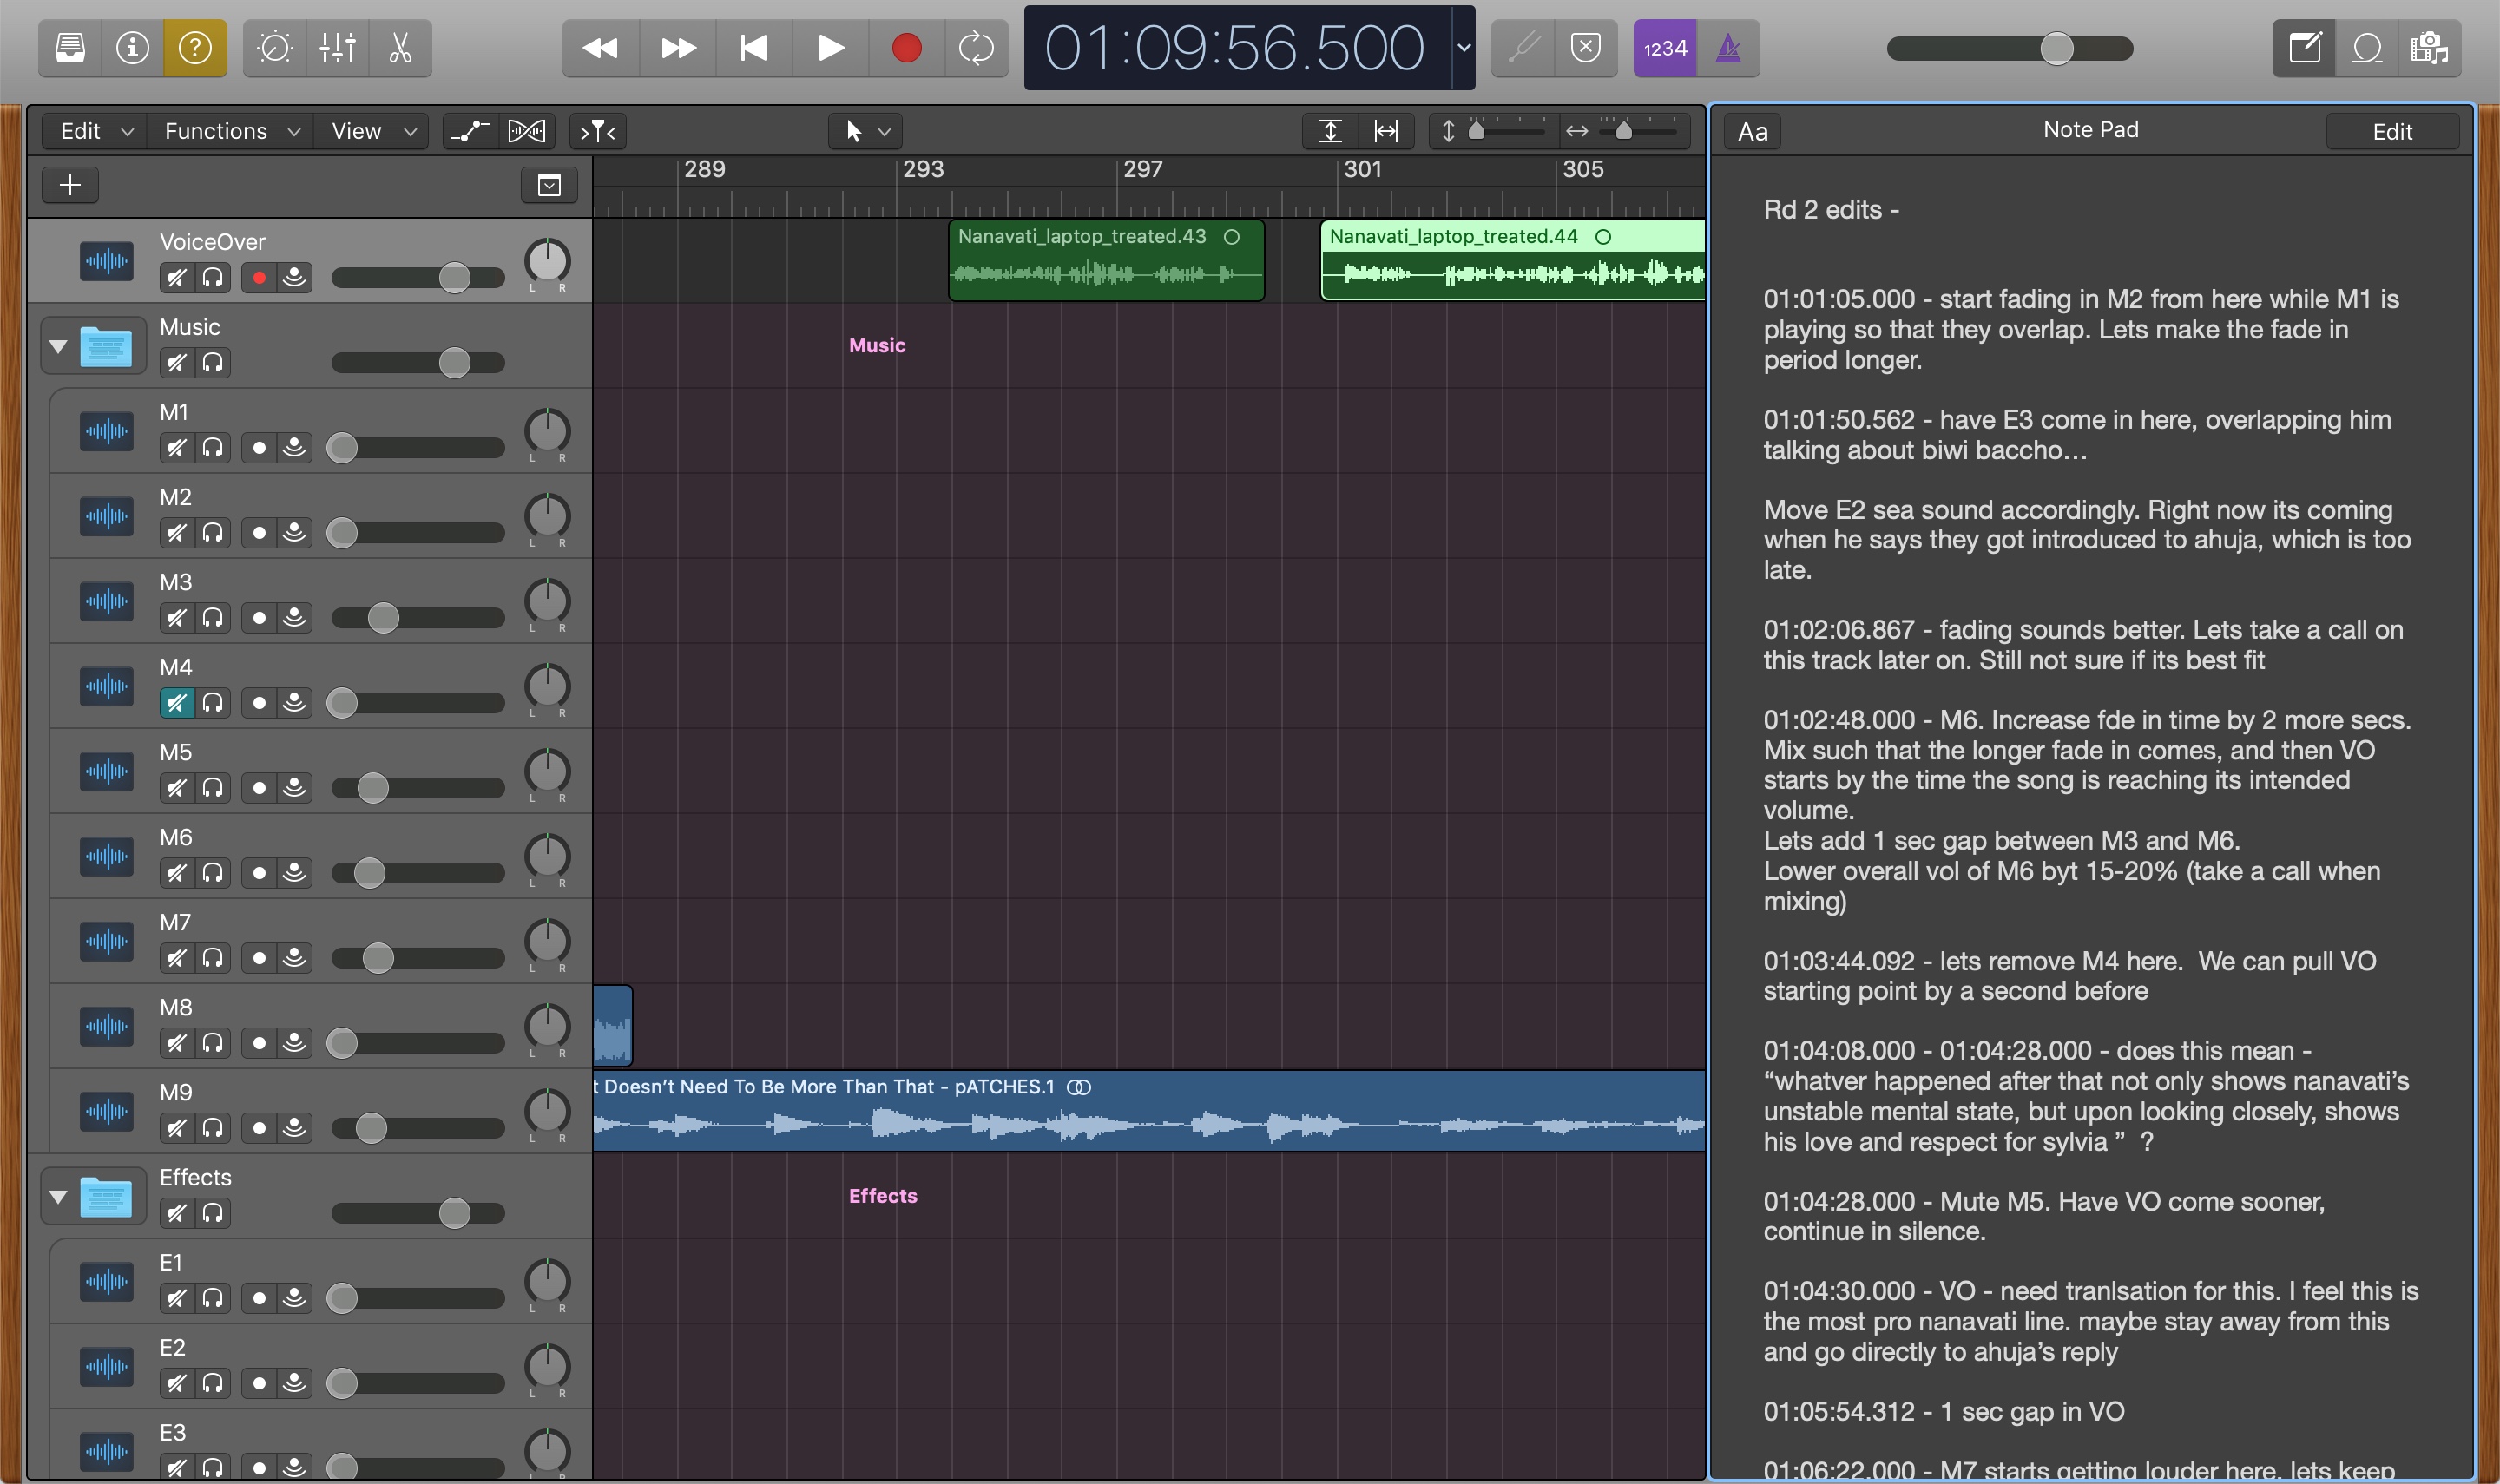 01:09:56.500
1234
Edit
Functions
View
Aa
Note Pad
Edit
289
293
297
301
305
VoiceOver
L R
Nanavati_laptop_treated.43
Nanavati_laptop_treated.44
Music
Music
M1
L R
M2
L R
M3
L R
M4
L R
M5
L R
M6
L R
M7
L R
M8
L R
M9
L R
t Doesn’t Need To Be More Than That - pATCHES.1
Effects
Effects
E1
L R
E2
L R
E3
Rd 2 edits -
01:01:05.000 - start fading in M2 from here while M1 is
playing so that they overlap. Lets make the fade in
period longer.
01:01:50.562 - have E3 come in here, overlapping him
talking about biwi baccho...
Move E2 sea sound accordingly. Right now its coming
when he says they got introduced to ahuja, which is too
late.
01:02:06.867 - fading sounds better. Lets take a call on
this track later on. Still not sure if its best fit
01:02:48.000 - M6. Increase fde in time by 2 more secs.
Mix such that the longer fade in comes, and then VO
starts by the time the song is reaching its intended
volume.
Lets add 1 sec gap between M3 and M6.
Lower overall vol of M6 byt 15-20% (take a call when
mixing)
01:03:44.092 - lets remove M4 here.  We can pull VO
starting point by a second before
01:04:08.000 - 01:04:28.000 - does this mean -
“whatver happened after that not only shows nanavati’s
unstable mental state, but upon looking closely, shows
his love and respect for sylvia ”  ?
01:04:28.000 - Mute M5. Have VO come sooner,
continue in silence.
01:04:30.000 - VO - need tranlsation for this. I feel this is
the most pro nanavati line. maybe stay away from this
and go directly to ahuja’s reply
01:05:54.312 - 1 sec gap in VO
01:06:22.000 - M7 starts getting louder here. lets keep